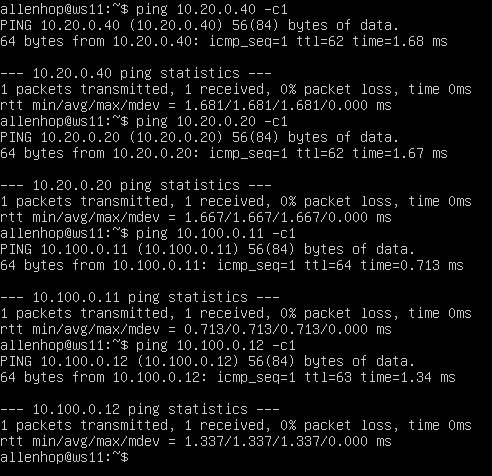 allenhop@ws11:~$ ping 10.20.0.40 -c1
PING 10.20.0.40 (10.20.0.40) 56(84) bytes of data.
64 bytes from 10.20.0.40: icmp_seq=1 ttl=62 time=1.68 ms
--- 10.20.0.40 ping statistics ---
1 packets transmitted, 1 received, 0% packet loss, time 0ms
rtt min/avg/max/mdev = 1.681/1.681/1.681/0.000 ms
allenhop@ws11:~$ ping 10.20.0.20 -c1
PING 10.20.0.20 (10.20.0.20) 56(84) bytes of data.
64 bytes from 10.20.0.20: icmp_seq=1 ttl=62 time=1.67 ms
--- 10.20.0.20 ping statistics ---
1 packets transmitted, 1 received, 0% packet loss, time 0ms
rtt min/avg/max/mdev = 1.667/1.667/1.667/0.000 ms
allenhop@ws11:~$ ping 10.100.0.11 -c1
PING 10.100.0.11 (10.100.0.11) 56(84) bytes of data.
64 bytes from 10.100.0.11: icmp_seq=1 ttl=64 time=0.713 ms
--- 10.100.0.11 ping statistics ---
1 packets transmitted, 1 received, 0% packet loss, time 0ms
rtt min/avg/max/mdev = 0.713/0.713/0.713/0.000 ms
allenhop@ws11:~$ ping 10.100.0.12 -c1
PING 10.100.0.12 (10.100.0.12) 56(84) bytes of data.
64 bytes from 10.100.0.12: icmp_seq=1 ttl=63 time=1.34 ms
--- 10.100.0.12 ping statistics ---
1 packets transmitted, 1 received, 0% packet loss, time 0ms
rtt min/avg/max/mdev = 1.337/1.337/1.337/0.000 ms
allenhop@ws11:~$